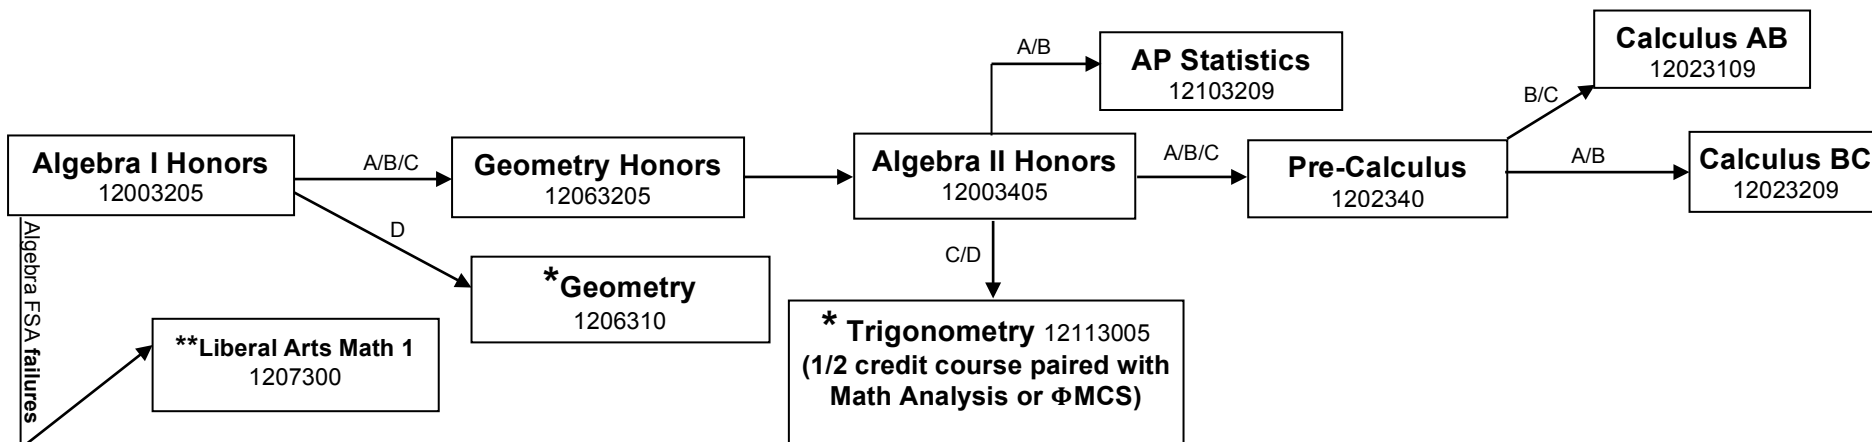 A/B
AP Statistics
12103209
Calculus AB
12023109
B/C
Algebra I Honors
12003205
A/B/C
Geometry Honors
12063205
Algebra II Honors
12003405
A/B/C
Pre-Calculus
1202340
A/B
Calculus BC
12023209
Algebra FSA failures
D
*Geometry
1206310
C/D
**Liberal Arts Math 1
1207300
* Trigonometry 12113005
(1/2 credit course paired with
Math Analysis or ΦMCS)